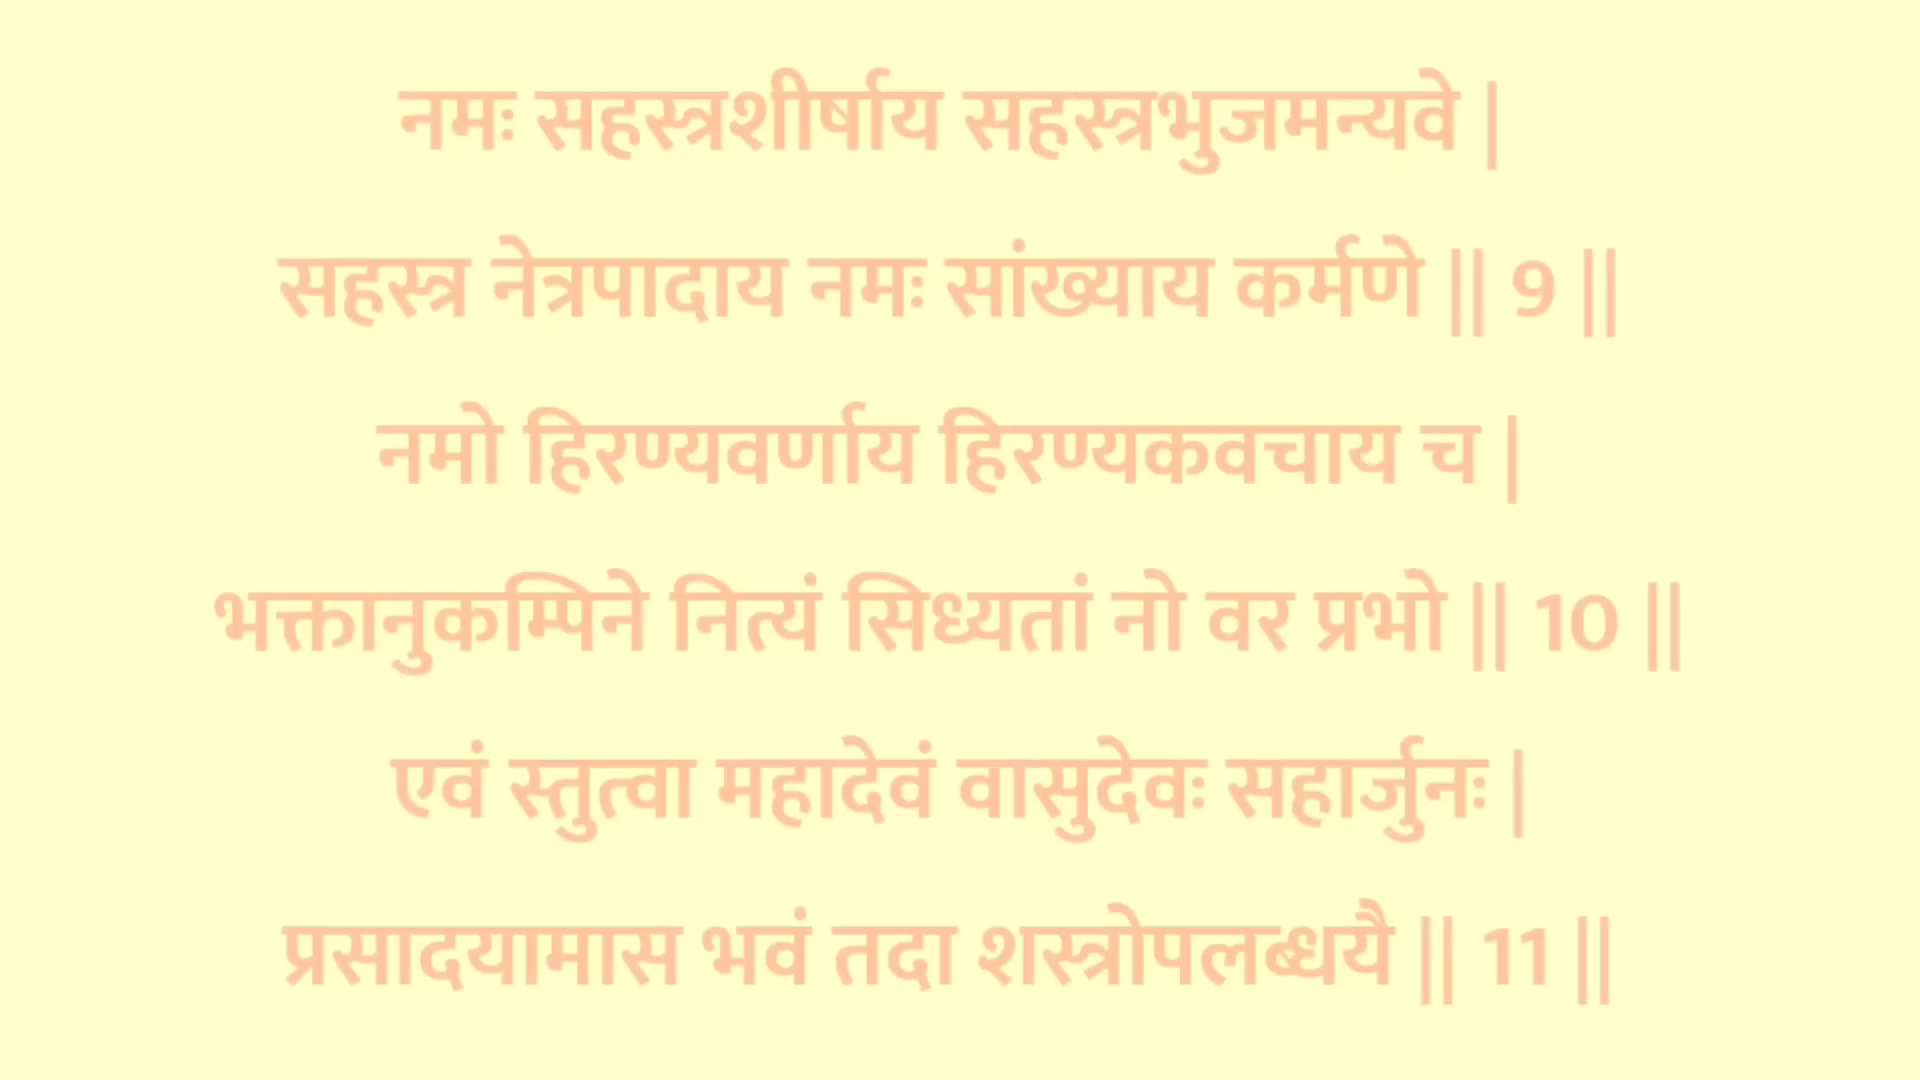 नमः सहस्त्रशीर्षाय सहस्त्रभुजमन्यवे |
सहस्त्र नेत्रपादाय नमः सांख्याय कर्मणे || 9 ||
नमो हिरण्यवर्णाय हिरण्यकवचाय च |
भक्तानुकम्पिने नित्यं सिध्यतां नो वर प्रभो || 10 ||
एवं स्तुत्वा महादेवं वासुदेवः सहार्जुनः |
प्रसादयामास भवं तदा शस्त्रोपलब्धयै || 11 ||